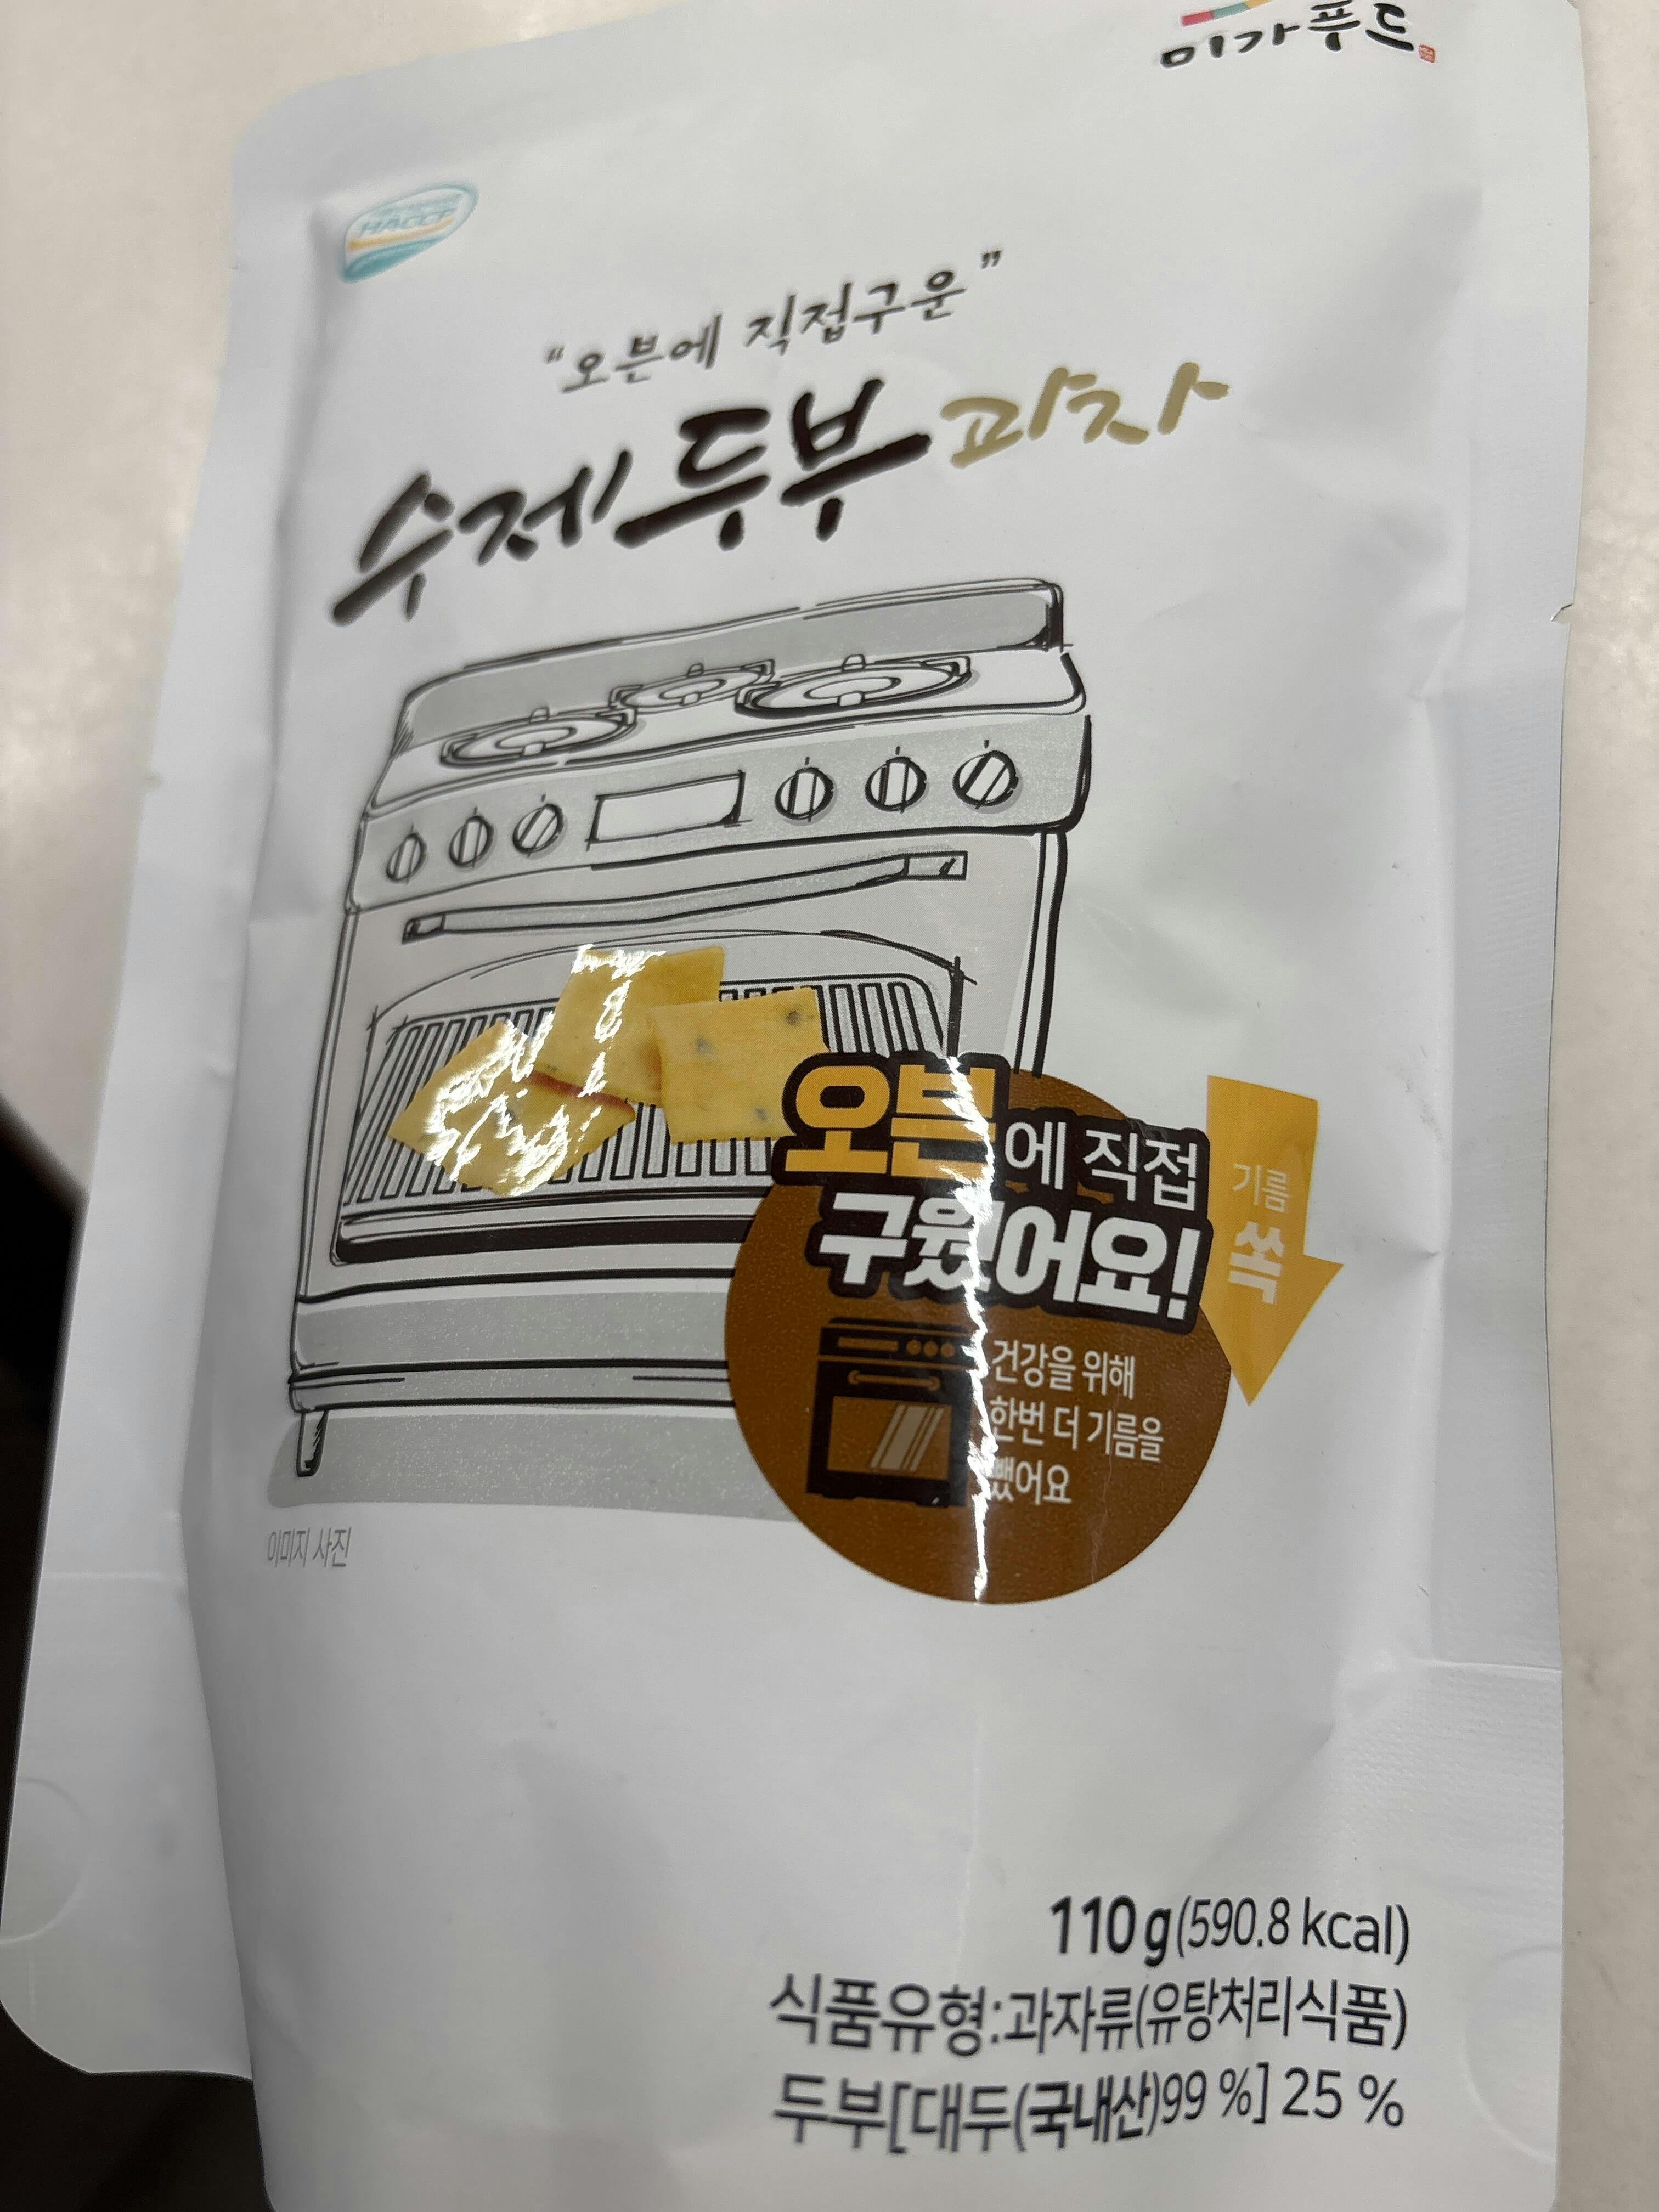 미가푸드
HACCP
“오븐에 직접구운”
수제두부과자
오븐에 직접
구웠어요!
기름
쏙
건강을 위해
한번 더 기름을
뺐어요
이미지 사진
110 g(590.8 kcal)
식품유형:과자류(유탕처리식품)
두부[대두(국내산)99 %] 25 %